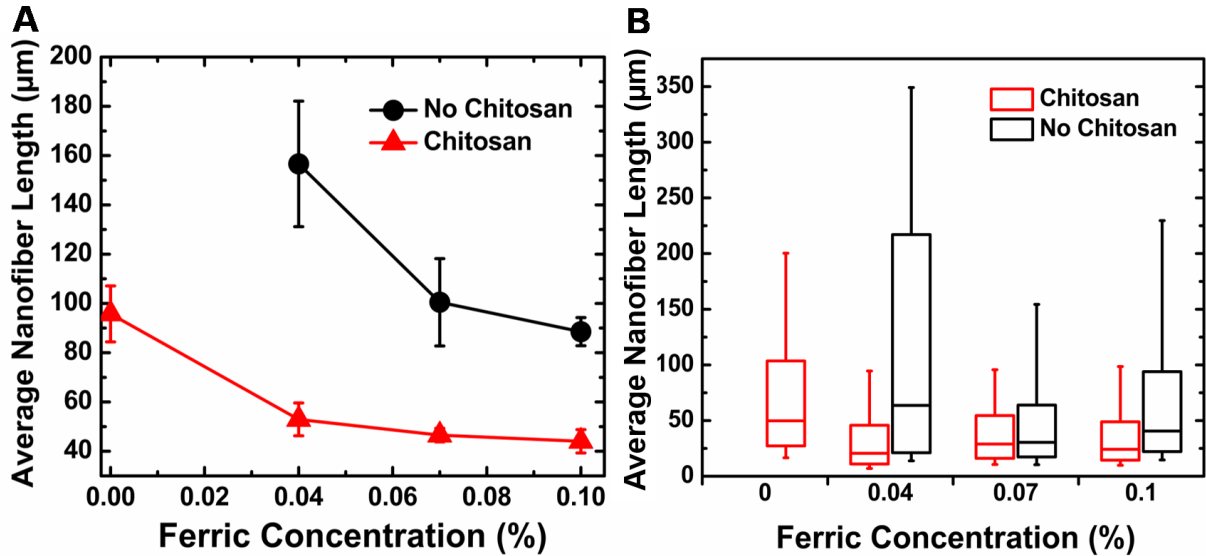 A
Average Nanofiber Length (μm)
200
180
160
140
120
100
80
60
40
0.00 0.02 0.04 0.06 0.08 0.10
Ferric Concentration (%)
No Chitosan
Chitosan
B
Average Nanofiber Length (μm)
350
300
250
200
150
100
50
0
0 0.04 0.07 0.1
Ferric Concentration (%)
Chitosan
No Chitosan